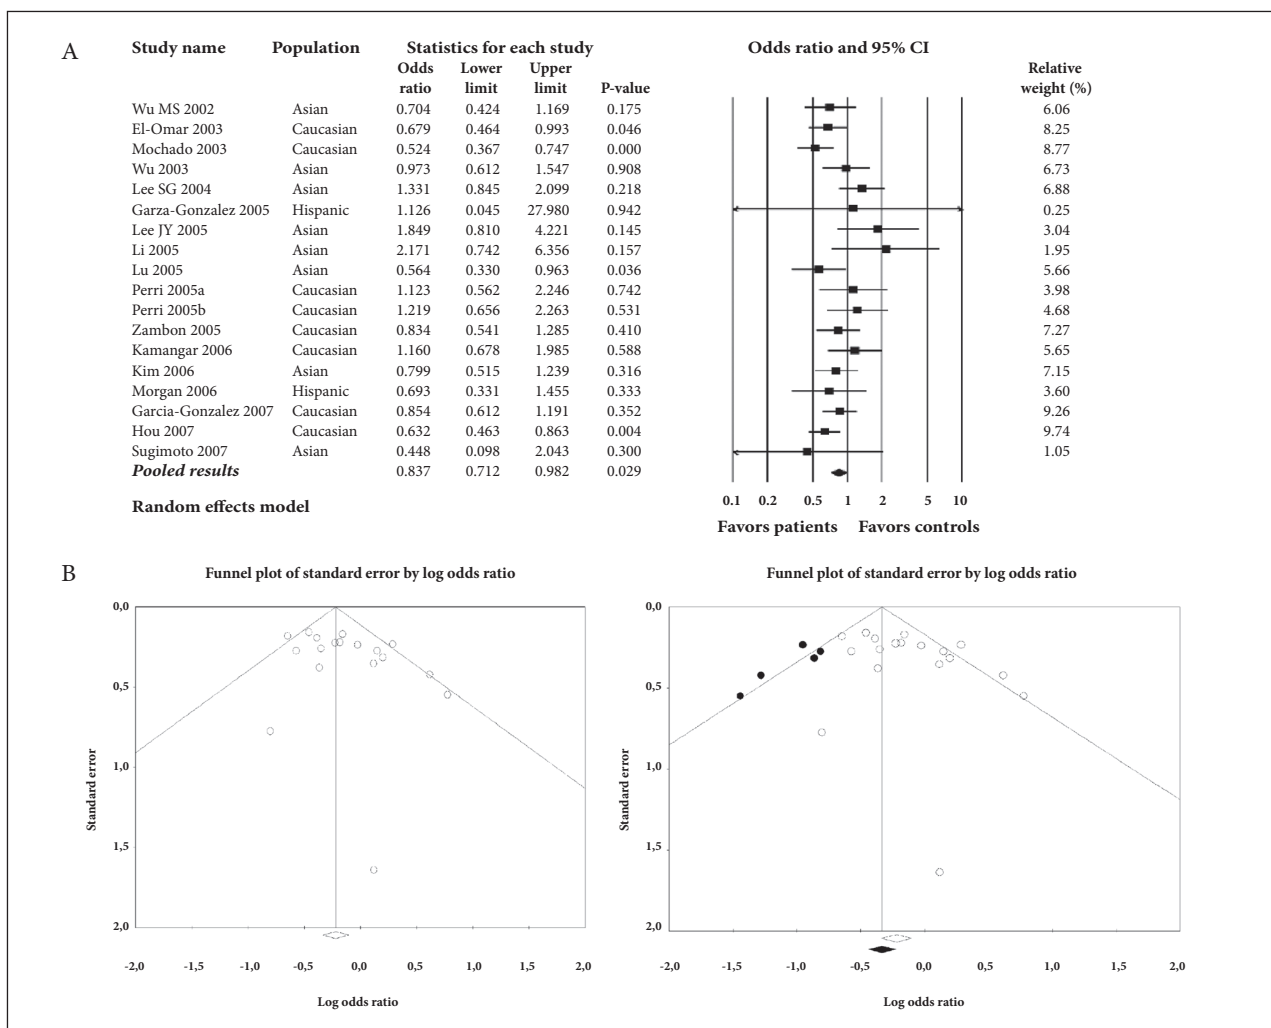 A
Study name Population Statistics for each study Odds ratio and 95% CI
Odds ratio Lower limit Upper limit P-value Relative weight (%)
Wu MS 2002 Asian 0.704 0.424 1.169 0.175 6.06
El-Omar 2003 Caucasian 0.679 0.464 0.993 0.046 8.25
Mochado 2003 Caucasian 0.524 0.367 0.747 0.000 8.77
Wu 2003 Asian 0.973 0.612 1.547 0.908 6.73
Lee SG 2004 Asian 1.331 0.845 2.099 0.218 6.88
Garza-Gonzalez 2005 Hispanic 1.126 0.045 27.980 0.942 0.25
Lee JY 2005 Asian 1.849 0.810 4.221 0.145 3.04
Li 2005 Asian 2.171 0.742 6.356 0.157 1.95
Lu 2005 Asian 0.564 0.330 0.963 0.036 5.66
Perri 2005a Caucasian 1.123 0.562 2.246 0.742 3.98
Perri 2005b Caucasian 1.219 0.656 2.263 0.531 4.68
Zambon 2005 Caucasian 0.834 0.541 1.285 0.410 7.27
Kamangar 2006 Caucasian 1.160 0.678 1.985 0.588 5.65
Kim 2006 Asian 0.799 0.515 1.239 0.316 7.15
Morgan 2006 Hispanic 0.693 0.331 1.455 0.333 3.60
Garcia-Gonzalez 2007 Caucasian 0.854 0.612 1.191 0.352 9.26
Hou 2007 Caucasian 0.632 0.463 0.863 0.004 9.74
Sugimoto 2007 Asian 0.448 0.098 2.043 0.300 1.05
Pooled results 0.837 0.712 0.982 0.029
0.1 0.2 0.5 1 2 5 10
Random effects model
Favors patients Favors controls
B
Funnel plot of standard error by log odds ratio
0,0
0,5
1,0
1,5
2,0
Standard error
-2,0 -1,0 -0,5 0,0 0,5 1,0 2,0
Log odds ratio
Funnel plot of standard error by log odds ratio
0,0
0,5
1,0
1,5
2,0
Standard error
-2,0 -1,0 -0,5 0,0 0,5 1,0 2,0
Log odds ratio